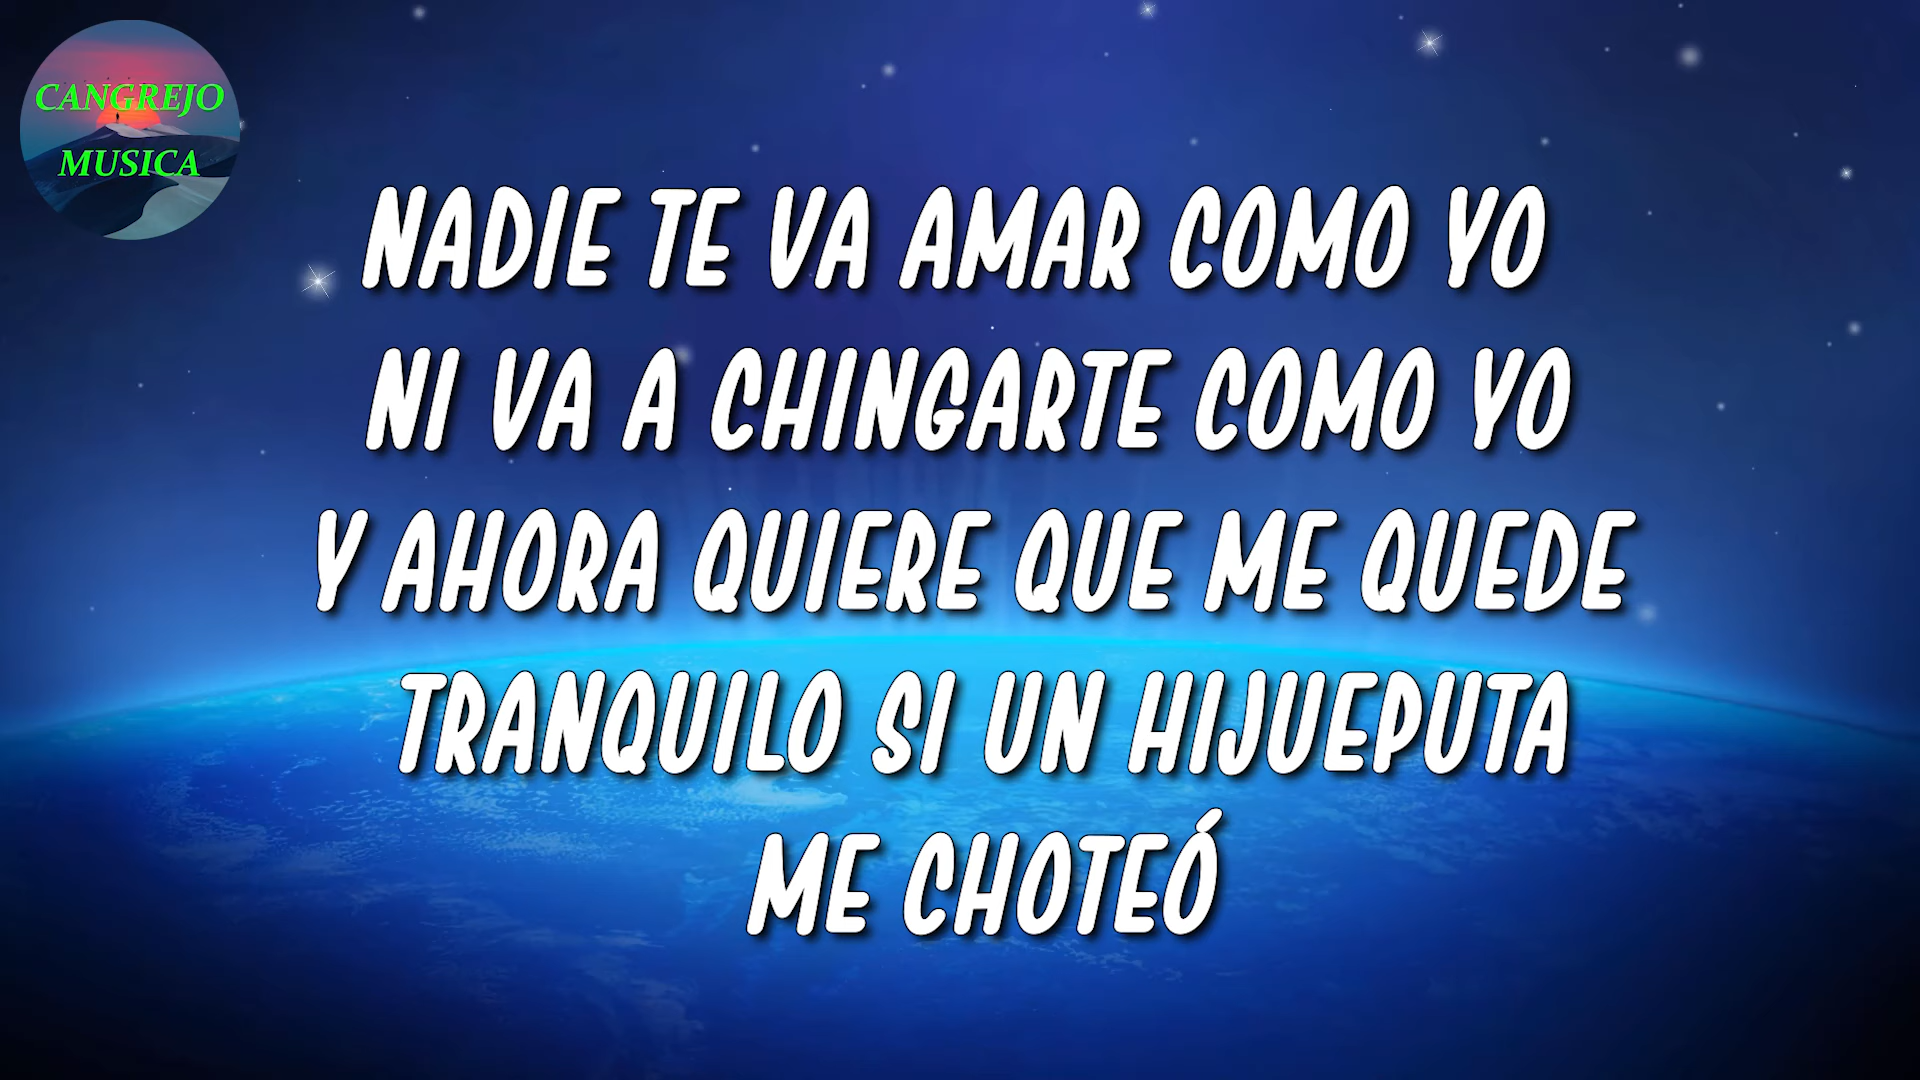 CANGREJO
MUSICA
NADIE TE VA AMAR COMO YO
NI VA A CHINGARTE COMO YO
Y AHORA QUIERE QUE ME QUEDE
TRANQUILO SI UN HIJUEPUTA
ME CHOTEÓ